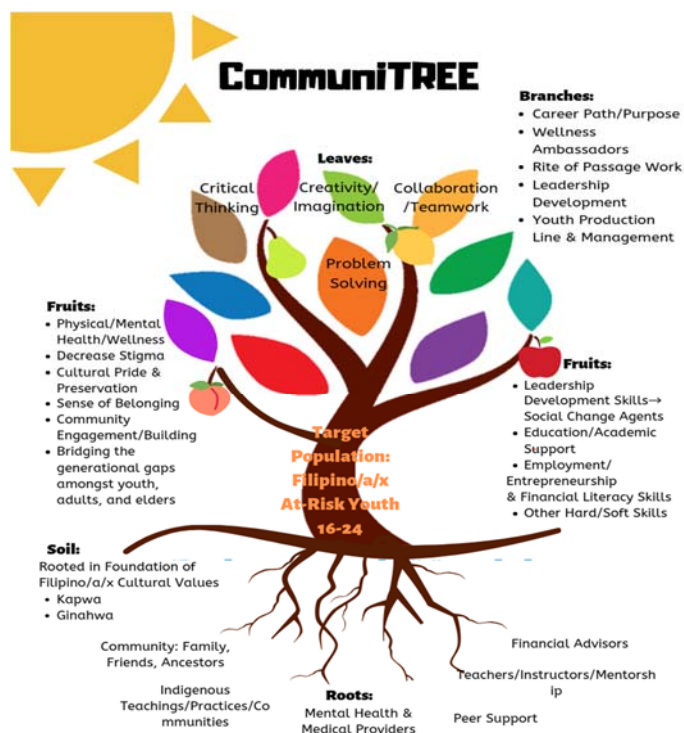 CommuniTREE
Branches:
• Career Path/Purpose
• Wellness
Ambassadors
• Rite of Passage Work
• Leadership
Development
• Youth Production
Line & Management
Leaves:
Critical
Thinking
Creativity/
Imagination
Collaboration
/Teamwork
Problem
Solving
Fruits:
• Physical/Mental
Health/Wellness
• Decrease Stigma
• Cultural Pride &
Preservation
• Sense of Belonging
• Community
Engagement/Building
• Bridging the
generational gaps
amongst youth,
adults, and elders
Fruits:
• Leadership
Development Skills→
Social Change Agents
• Education/Academic
Support
• Employment/
Entrepreneurship
& Financial Literacy Skills
• Other Hard/Soft Skills
Target
Population:
Filipino/a/x
At-Risk Youth
16-24
Soil:
Rooted in Foundation of
Filipino/a/x Cultural Values
• Kapwa
• Ginahwa
Community: Family,
Friends, Ancestors
Indigenous
Teachings/Practices/Co
mmunities
Roots:
Mental Health &
Medical Providers
Financial Advisors
Teachers/Instructors/Mentorsh
ip
Peer Support